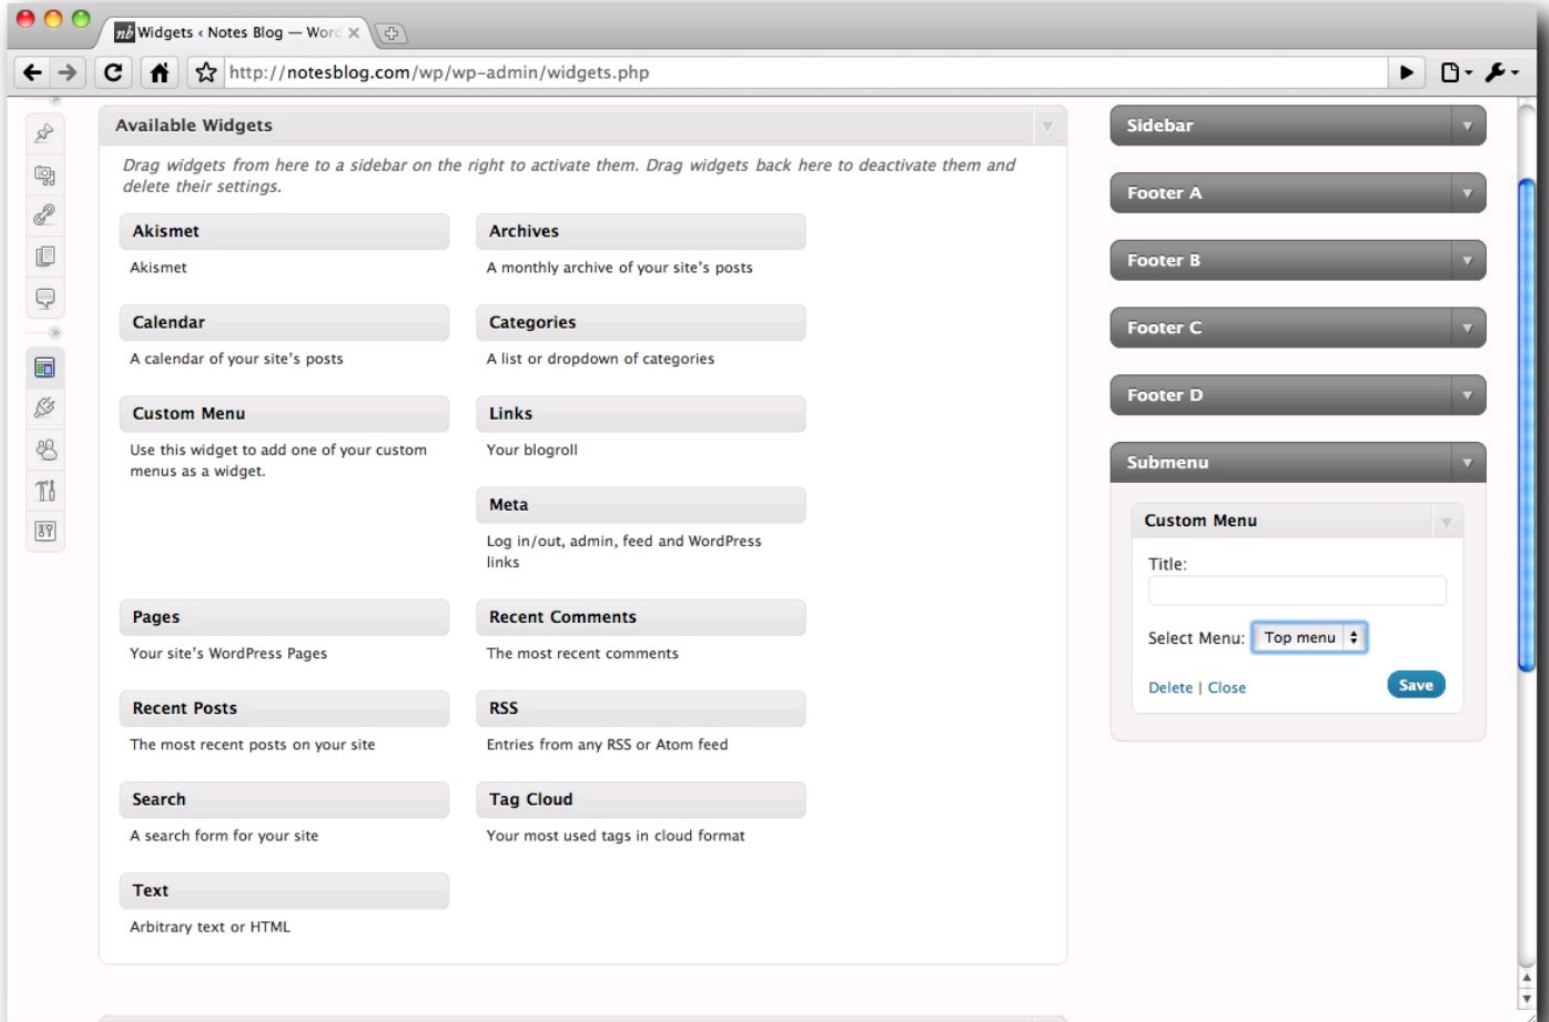 nb Widgets ‹ Notes Blog — Word
http://notesblog.com/wp/wp-admin/widgets.php
Available Widgets
Drag widgets from here to a sidebar on the right to activate them. Drag widgets back here to deactivate them and
delete their settings.
Akismet
Akismet
Archives
A monthly archive of your site's posts
Calendar
A calendar of your site's posts
Categories
A list or dropdown of categories
Custom Menu
Use this widget to add one of your custom
menus as a widget.
Links
Your blogroll
Meta
Log in/out, admin, feed and WordPress
links
Pages
Your site's WordPress Pages
Recent Comments
The most recent comments
Recent Posts
The most recent posts on your site
RSS
Entries from any RSS or Atom feed
Search
A search form for your site
Tag Cloud
Your most used tags in cloud format
Text
Arbitrary text or HTML
Sidebar
Footer A
Footer B
Footer C
Footer D
Submenu
Custom Menu
Title:
Select Menu: Top menu
Delete | Close
Save